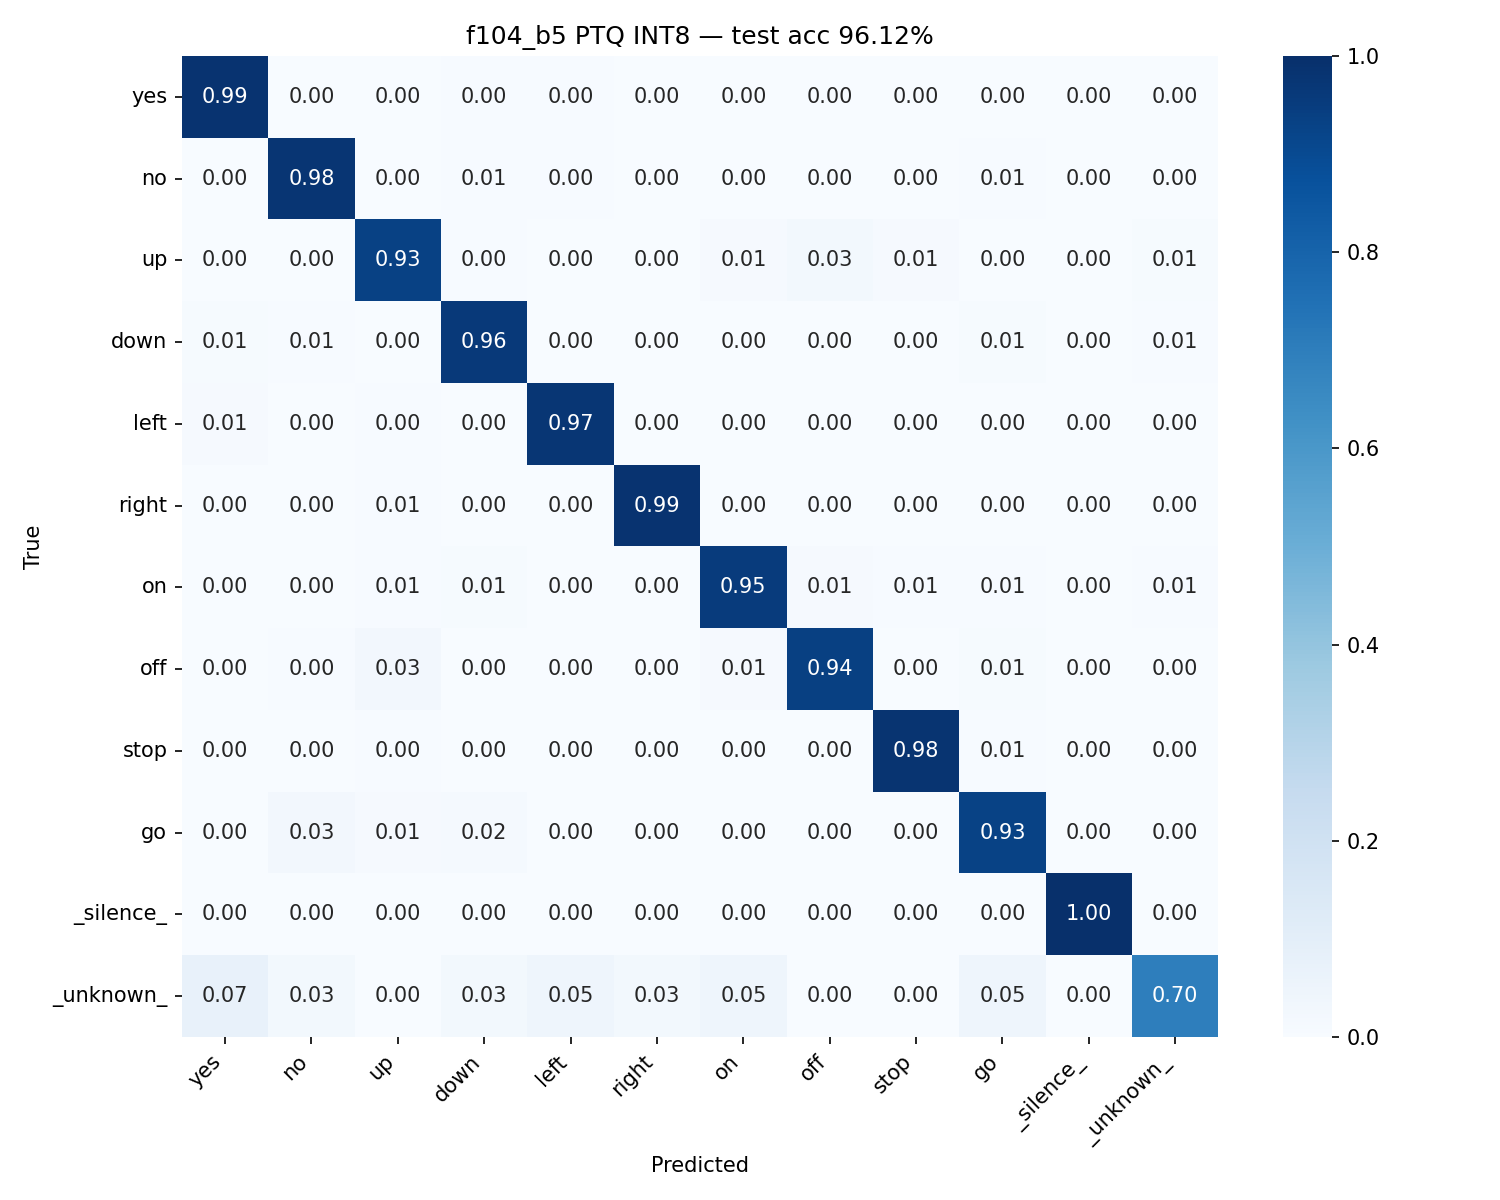 f104_b5 PTQ INT8 — test acc 96.12%
yes 0.99 0.00 0.00 0.00 0.00 0.00 0.00 0.00 0.00 0.00 0.00 0.00
no 0.00 0.98 0.00 0.01 0.00 0.00 0.00 0.00 0.00 0.01 0.00 0.00
up 0.00 0.00 0.93 0.00 0.00 0.00 0.01 0.03 0.01 0.00 0.00 0.01
down 0.01 0.01 0.00 0.96 0.00 0.00 0.00 0.00 0.00 0.01 0.00 0.01
left 0.01 0.00 0.00 0.00 0.97 0.00 0.00 0.00 0.00 0.00 0.00 0.00
right 0.00 0.00 0.01 0.00 0.00 0.99 0.00 0.00 0.00 0.00 0.00 0.00
on 0.00 0.00 0.01 0.01 0.00 0.00 0.95 0.01 0.01 0.01 0.00 0.01
off 0.00 0.00 0.03 0.00 0.00 0.00 0.01 0.94 0.00 0.01 0.00 0.00
stop 0.00 0.00 0.00 0.00 0.00 0.00 0.00 0.00 0.98 0.01 0.00 0.00
go 0.00 0.03 0.01 0.02 0.00 0.00 0.00 0.00 0.00 0.93 0.00 0.00
_silence_ 0.00 0.00 0.00 0.00 0.00 0.00 0.00 0.00 0.00 0.00 1.00 0.00
_unknown_ 0.07 0.03 0.00 0.03 0.05 0.03 0.05 0.00 0.00 0.05 0.00 0.70
yes no up down left right on off stop go _silence_ _unknown_
Predicted
True
1.0
0.8
0.6
0.4
0.2
0.0